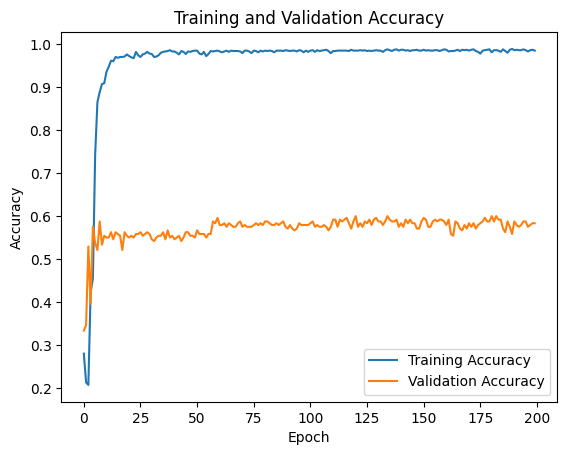 Training and Validation Accuracy
Accuracy
1.0
0.9
0.8
0.7
0.6
0.5
0.4
0.3
0.2
Training Accuracy
Validation Accuracy
0 25 50 75 100 125 150 175 200
Epoch